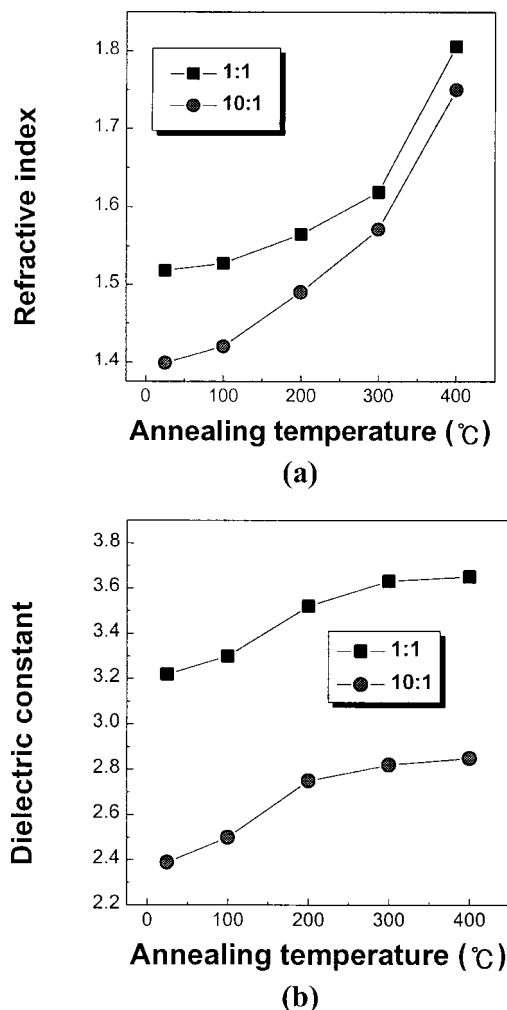 1.8
1.7
1.6
1.5
1.4
Refractive index
1:1
10:1
0 100 200 300 400
Annealing temperature (℃)
(a)
3.8
3.6
3.4
3.2
3.0
2.8
2.6
2.4
2.2
Dielectric constant
1:1
10:1
0 100 200 300 400
Annealing temperature (℃)
(b)